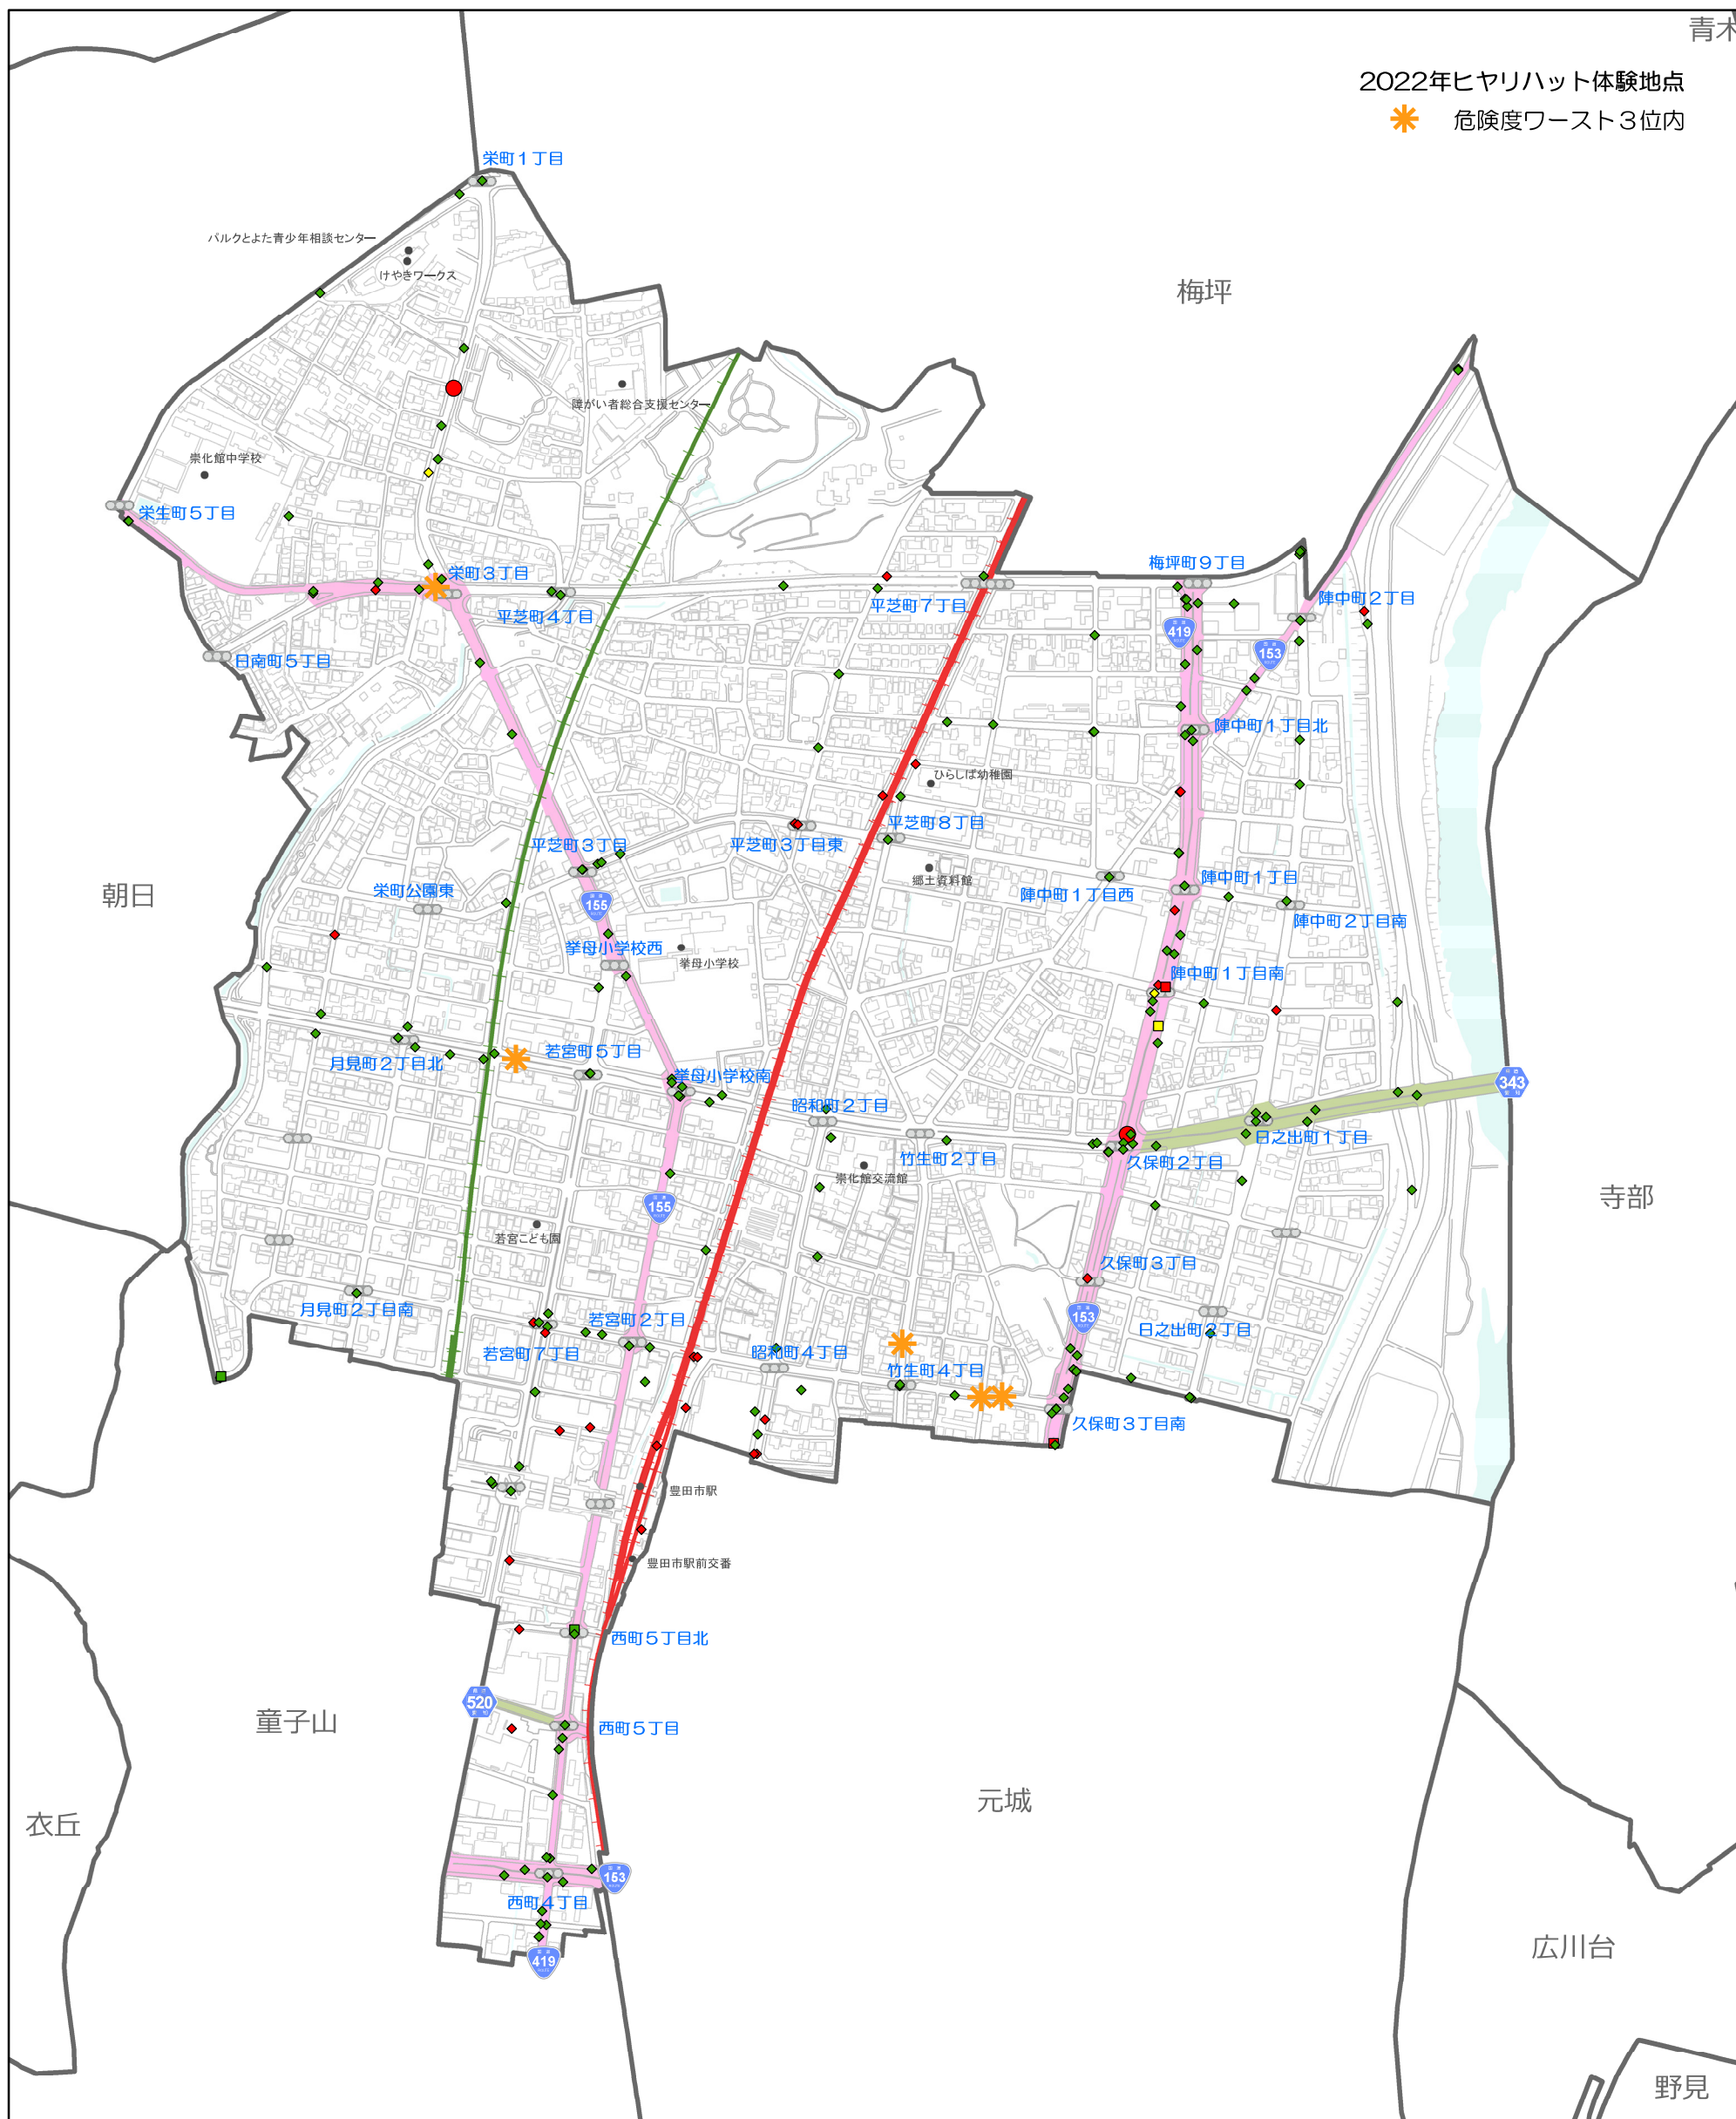 青木
2022年ヒヤリハット体験地点
危険度ワースト３位内
栄町１丁目
パルクとよた青少年相談センター
けやきワークス
梅坪
障がい者総合支援センター
崇化館中学校
栄生町５丁目
栄町３丁目
梅坪町９丁目
平芝町４丁目
平芝町７丁目
陣中町２丁目
419
153
日南町５丁目
陣中町１丁目北
ひらしば幼稚園
平芝町８丁目
平芝町３丁目
平芝町３丁目東
郷土資料館
陣中町１丁目
朝日
栄町公園東
陣中町１丁目西
155
陣中町２丁目南
挙母小学校西
挙母小学校
陣中町１丁目南
若宮町５丁目
月見町２丁目北
挙母小学校南
343
昭和町２丁目
日之出町１丁目
竹生町２丁目
久保町２丁目
崇化館交流館
寺部
155
若宮こども園
久保町３丁目
月見町２丁目南
若宮町２丁目
153
日之出町２丁目
若宮町７丁目
昭和町４丁目
竹生町４丁目
久保町３丁目南
豊田市駅
豊田市駅前交番
西町５丁目北
520
童子山
西町５丁目
元城
衣丘
153
西町４丁目
広川台
419
野見